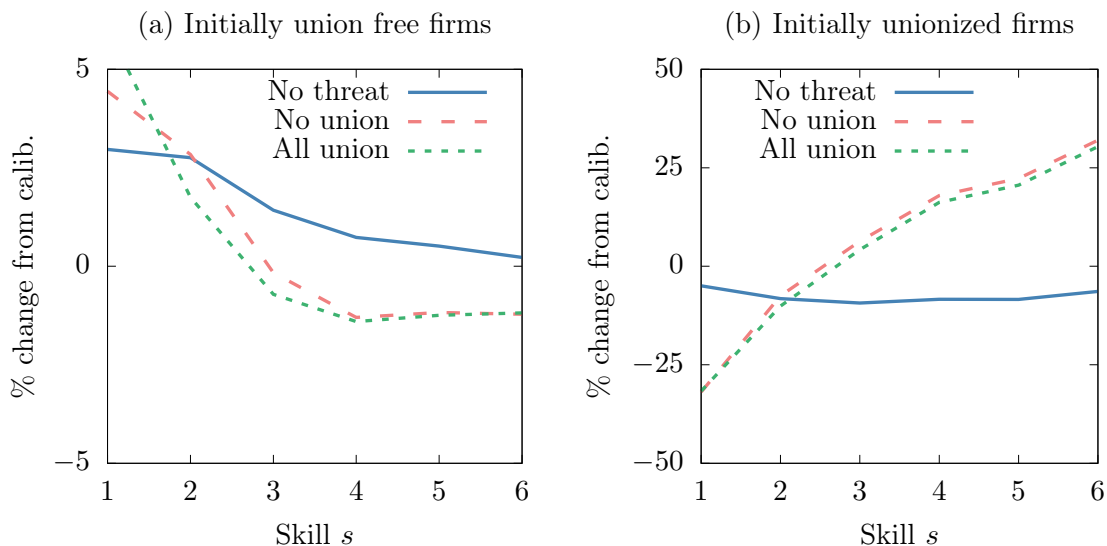 (a) Initially union free firms
% change from calib.
5
0
−5
No threat
No union
All union
1 2 3 4 5 6
Skill s
(b) Initially unionized firms
% change from calib.
50
25
0
−25
−50
No threat
No union
All union
1 2 3 4 5 6
Skill s